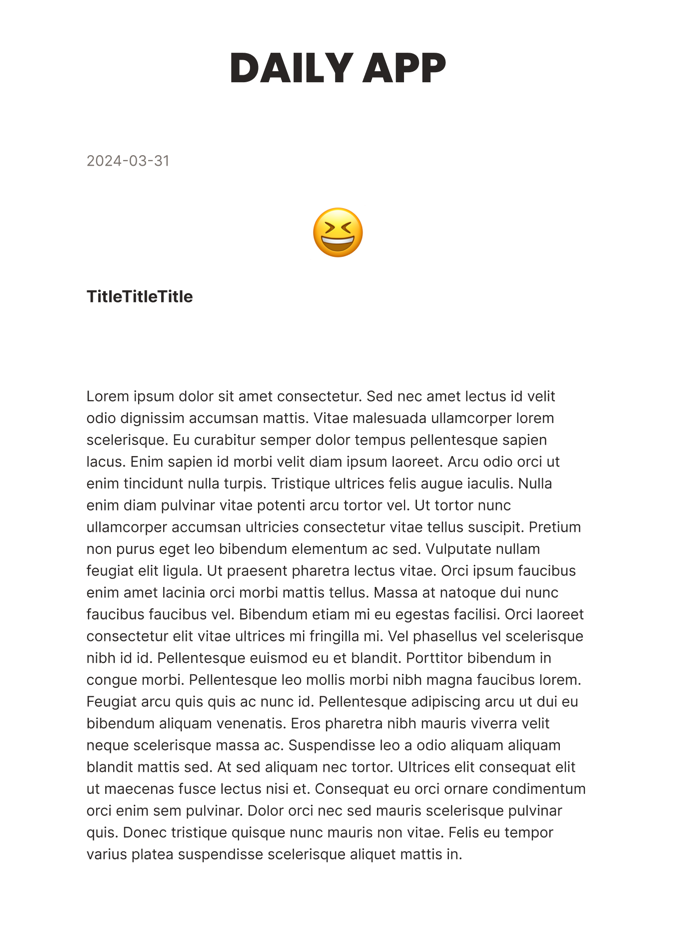 DAILY APP
2024-03-31
TitleTitleTitle
Lorem ipsum dolor sit amet consectetur. Sed nec amet lectus id velit
odio dignissim accumsan mattis. Vitae malesuada ullamcorper lorem
scelerisque. Eu curabitur semper dolor tempus pellentesque sapien
lacus. Enim sapien id morbi velit diam ipsum laoreet. Arcu odio orci ut
enim tincidunt nulla turpis. Tristique ultrices felis augue iaculis. Nulla
enim diam pulvinar vitae potenti arcu tortor vel. Ut tortor nunc
ullamcorper accumsan ultricies consectetur vitae tellus suscipit. Pretium
non purus eget leo bibendum elementum ac sed. Vulputate nullam
feugiat elit ligula. Ut praesent pharetra lectus vitae. Orci ipsum faucibus
enim amet lacinia orci morbi mattis tellus. Massa at natoque dui nunc
faucibus faucibus vel. Bibendum etiam mi eu egestas facilisi. Orci laoreet
consectetur elit vitae ultrices mi fringilla mi. Vel phasellus vel scelerisque
nibh id id. Pellentesque euismod eu et blandit. Porttitor bibendum in
congue morbi. Pellentesque leo mollis morbi nibh magna faucibus lorem.
Feugiat arcu quis quis ac nunc id. Pellentesque adipiscing arcu ut dui eu
bibendum aliquam venenatis. Eros pharetra nibh mauris viverra velit
neque scelerisque massa ac. Suspendisse leo a odio aliquam aliquam
blandit mattis sed. At sed aliquam nec tortor. Ultrices elit consequat elit
ut maecenas fusce lectus nisi et. Consequat eu orci ornare condimentum
orci enim sem pulvinar. Dolor orci nec sed mauris scelerisque pulvinar
quis. Donec tristique quisque nunc mauris non vitae. Felis eu tempor
varius platea suspendisse scelerisque aliquet mattis in.